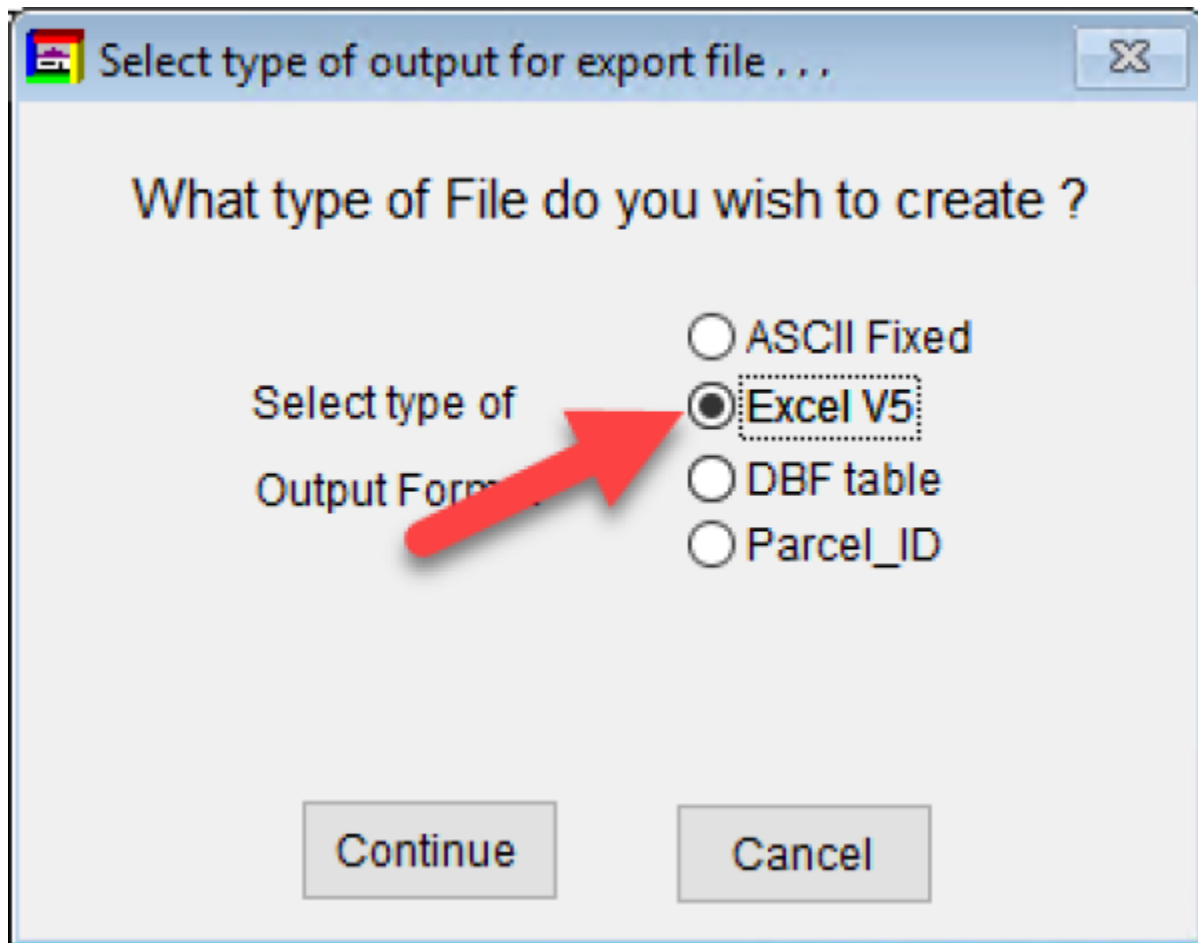 Select type of output for export file . . .
What type of File do you wish to create ?
ASCII Fixed
Select type of
Excel V5
Output
DBF table
Parcel_ID
Continue
Cancel